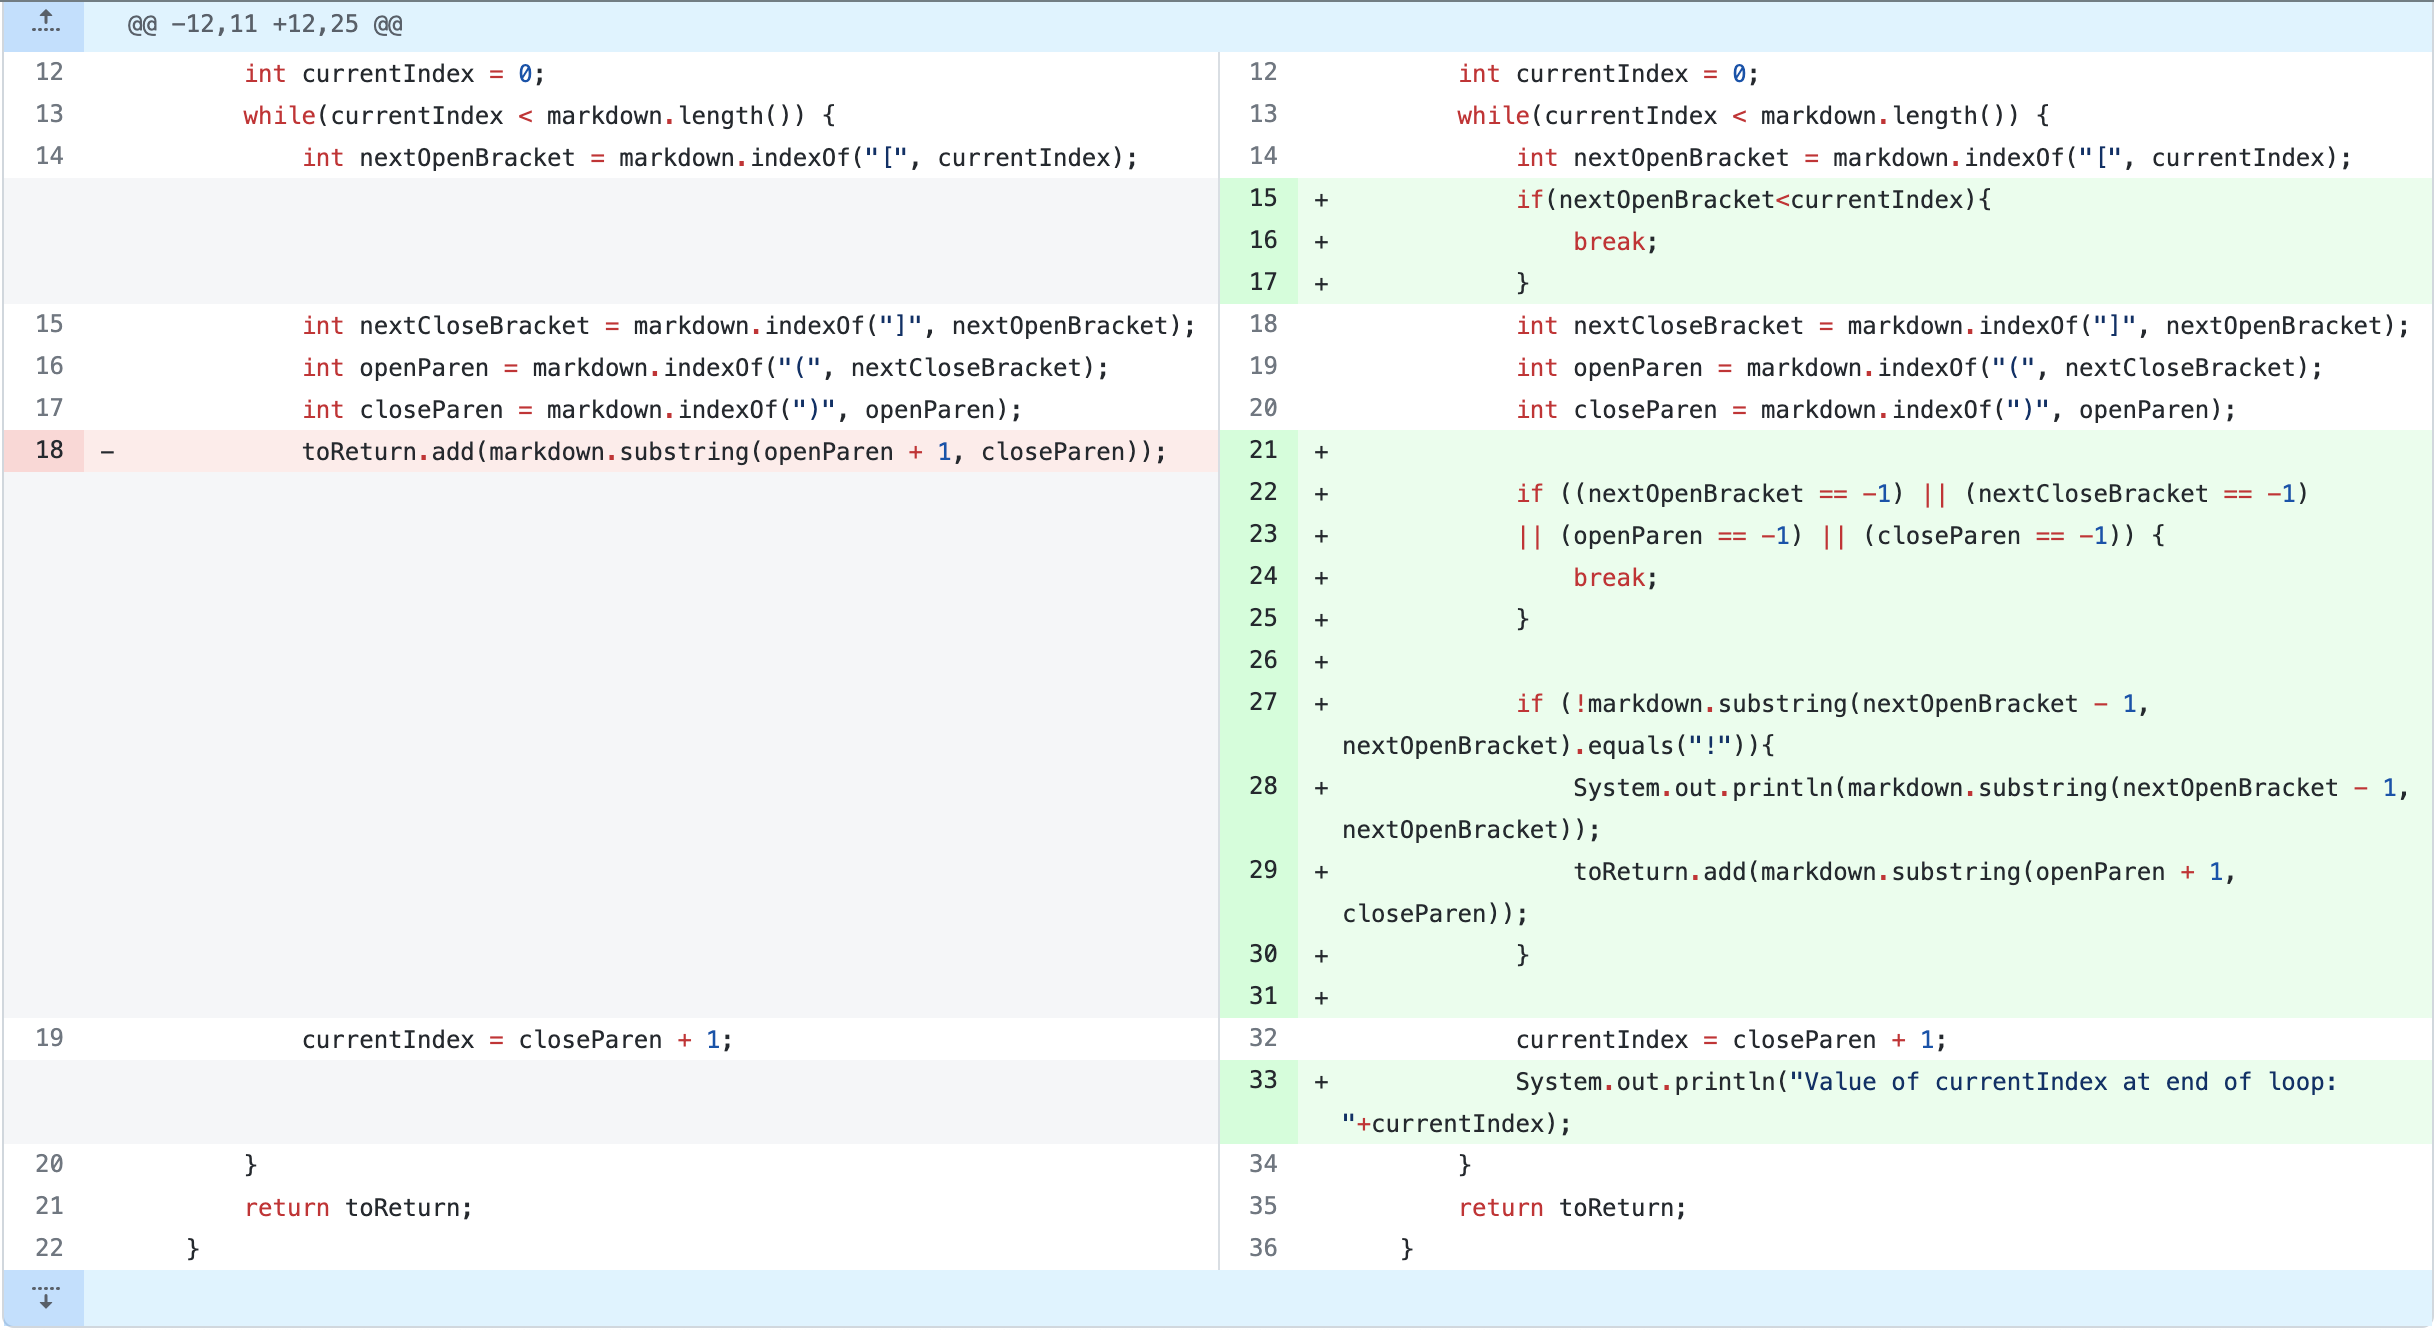 @@ -12,11 +12,25 @@
12 int currentIndex = 0;
13 while(currentIndex < markdown.length()) {
14 int nextOpenBracket = markdown.indexOf("[", currentIndex);
15 int nextCloseBracket = markdown.indexOf("]", nextOpenBracket);
16 int openParen = markdown.indexOf("(", nextCloseBracket);
17 int closeParen = markdown.indexOf(")", openParen);
18 - toReturn.add(markdown.substring(openParen + 1, closeParen));
19 currentIndex = closeParen + 1;
20 }
21 return toReturn;
22 }
12 int currentIndex = 0;
13 while(currentIndex < markdown.length()) {
14 int nextOpenBracket = markdown.indexOf("[", currentIndex);
15 + if(nextOpenBracket<currentIndex){
16 + break;
17 + }
18 int nextCloseBracket = markdown.indexOf("]", nextOpenBracket);
19 int openParen = markdown.indexOf("(", nextCloseBracket);
20 int closeParen = markdown.indexOf(")", openParen);
21 +
22 + if ((nextOpenBracket == -1) || (nextCloseBracket == -1)
23 + || (openParen == -1) || (closeParen == -1)) {
24 + break;
25 + }
26 +
27 + if (!markdown.substring(nextOpenBracket - 1,
nextOpenBracket).equals("!")){
28 + System.out.println(markdown.substring(nextOpenBracket - 1,
nextOpenBracket));
29 + toReturn.add(markdown.substring(openParen + 1,
closeParen));
30 + }
31 +
32 currentIndex = closeParen + 1;
33 + System.out.println("Value of currentIndex at end of loop:
"+currentIndex);
34 }
35 return toReturn;
36 }